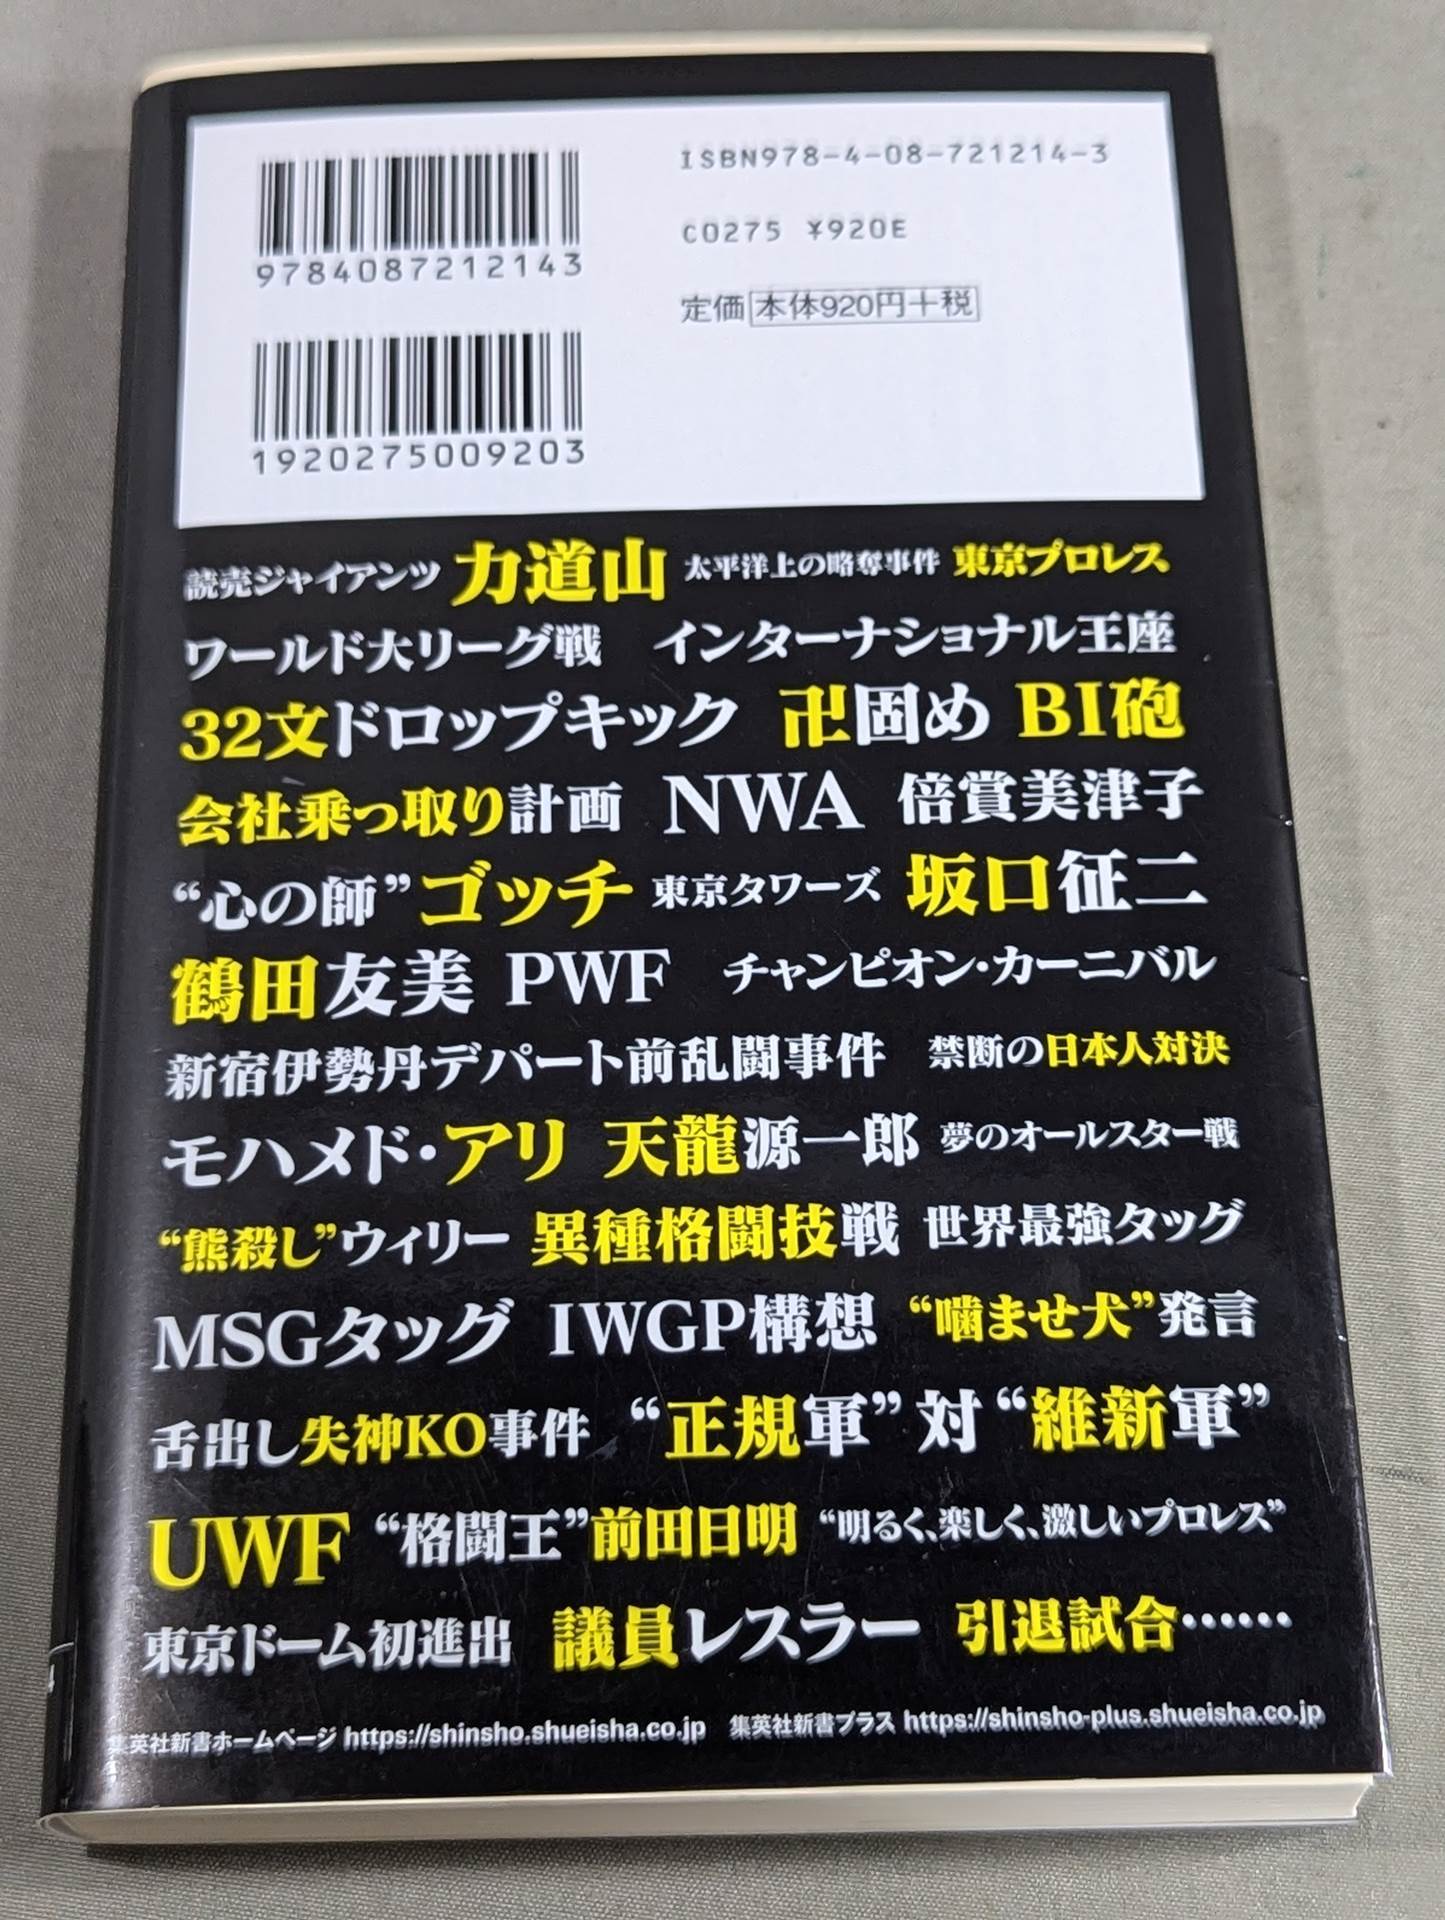 ISBN978-4-08-721214-3
9784087212143
C0275 ¥920E
定価 本体920円+税
1920275009203
読売ジャイアンツ 力道山 太平洋上の略奪事件 東京プロレス
ワールド大リーグ戦 インターナショナル王座
32文ドロップキック 卍固め BI砲
会社乗っ取り計画 NWA 倍賞美津子
“心の師”ゴッチ 東京タワーズ 坂口征二
鶴田友美 PWF チャンピオン・カーニバル
新宿伊勢丹デパート前乱闘事件 禁断の日本人対決
モハメド・アリ 天龍源一郎 夢のオールスター戦
“熊殺し”ウィリー 異種格闘技戦 世界最強タッグ
MSGタッグ IWGP構想 “噛ませ犬”発言
舌出し失神KO事件 “正規軍”対“維新軍”
UWF “格闘王”前田日明 “明るく、楽しく、激しいプロレス”
東京ドーム初進出 議員レスラー 引退試合……
集英社新書ホームページ https://shinsho.shueisha.co.jp 集英社新書プラス https://shinsho-plus.shueisha.co.jp